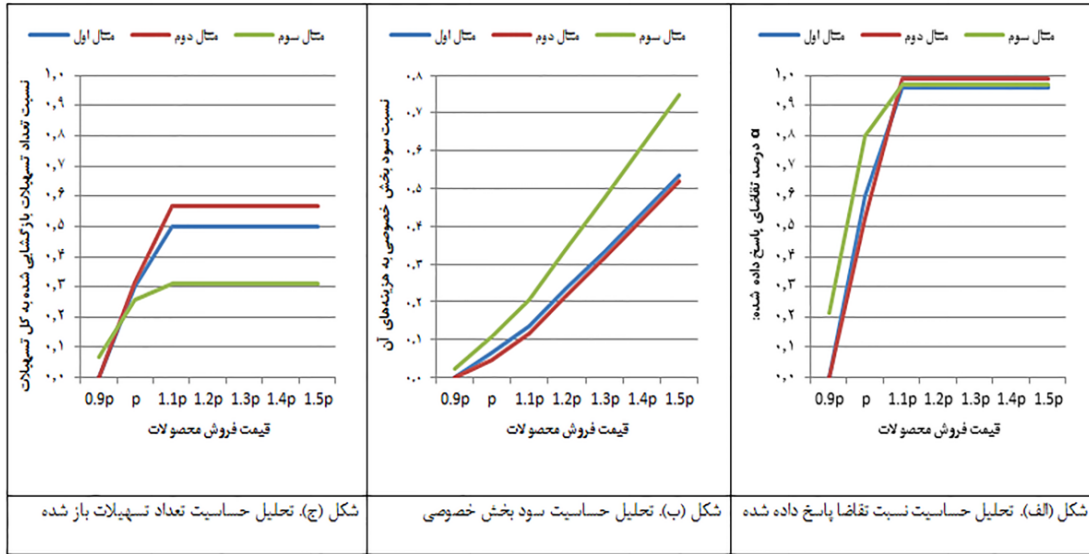 مثال اول مثال دوم مثال سوم
α درصد تقاضای پاسخ داده شده:
۱,۰
۰,۹
۰,۸
۰,۷
۰,۶
۰,۵
۰,۴
۰,۳
۰,۲
۰,۱
۰,۰
0.9p p 1.1p 1.2p 1.3p 1.4p 1.5p
قیمت فروش محصولات
شکل (الف). تحلیل حساسیت نسبت تقاضا پاسخ داده شده
مثال اول مثال دوم مثال سوم
نسبت سود بخش خصوصی به هزینه‌های آن
۰,۸
۰,۷
۰,۶
۰,۵
۰,۴
۰,۳
۰,۲
۰,۱
۰,۰
0.9p p 1.1p 1.2p 1.3p 1.4p 1.5p
قیمت فروش محصولات
شکل (ب). تحلیل حساسیت سود بخش خصوصی
مثال اول مثال دوم مثال سوم
نسبت تعداد تسهیلات بازگشایی شده به کل تسهیلات
۱,۰
۰,۹
۰,۸
۰,۷
۰,۶
۰,۵
۰,۴
۰,۳
۰,۲
۰,۱
۰,۰
0.9p p 1.1p 1.2p 1.3p 1.4p 1.5p
قیمت فروش محصولات
شکل (ج). تحلیل حساسیت تعداد تسهیلات باز شده